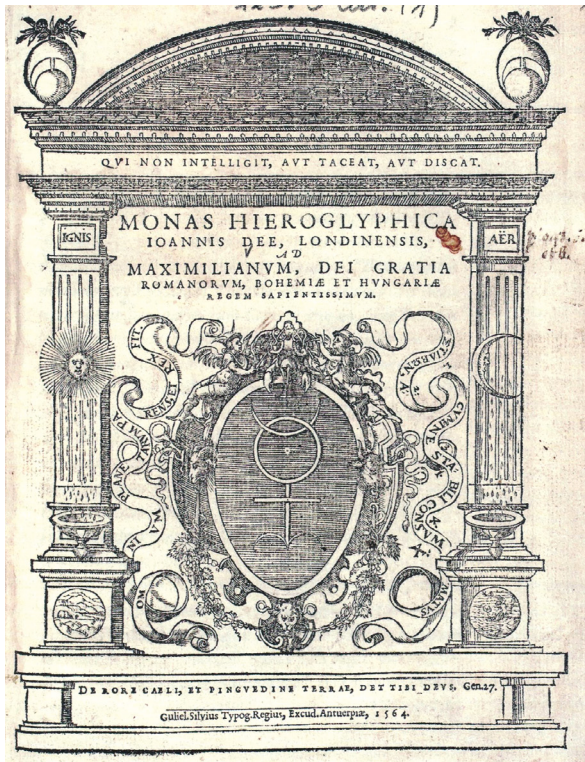 QVI NON INTELLIGIT, AVT TACEAT, AVT DISCAT.
MONAS HIEROGLYPHICA
IGNIS
AËR
IOANNIS DEE, LONDINENSIS,
AD
MAXIMILIANVM, DEI GRATIA
ROMANORVM, BOHEMIÆ ET HVNGARIÆ
REGEM SAPIENTISSIMVM.
DE RORE CAELI, ET PINGVEDINE TERRAE, DET TIBI DEVS. Gen.27.
Guliel.Silvius Typog.Regius, Excud.Antuerpiæ, 1564.